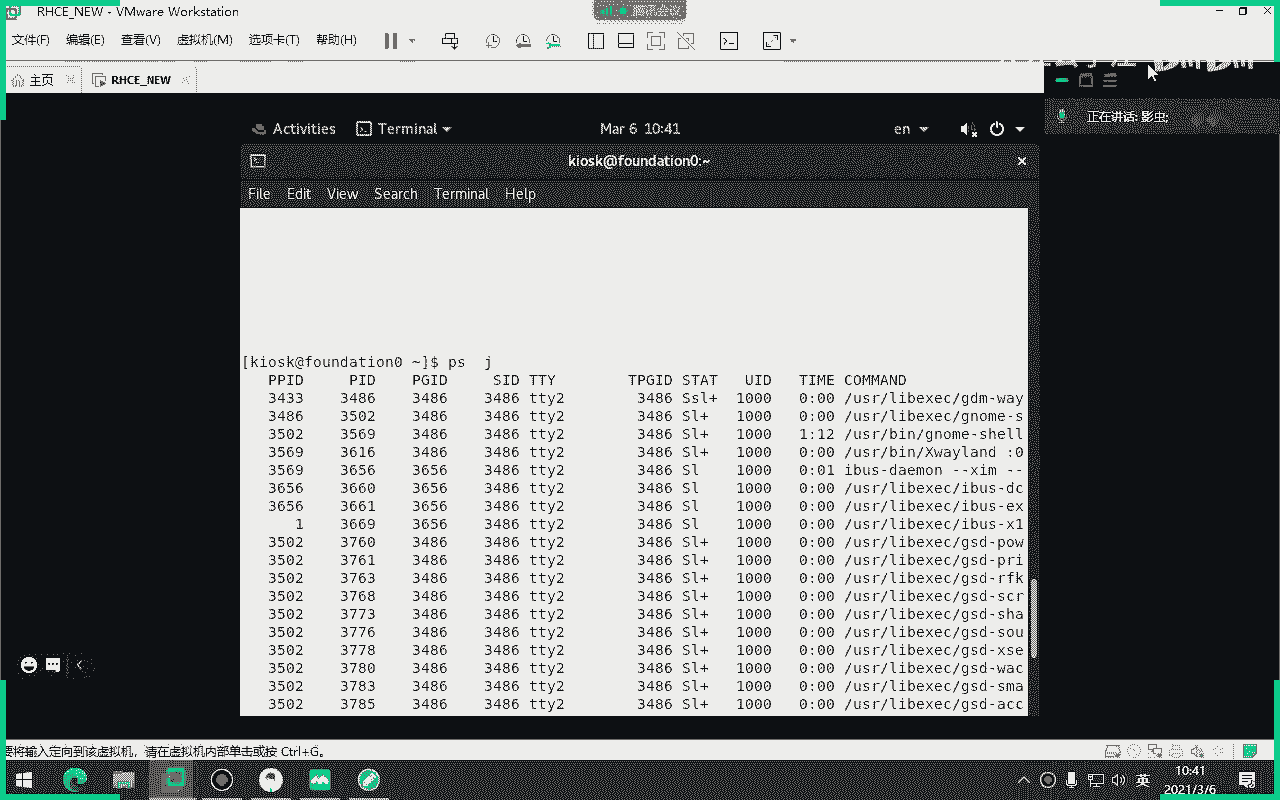 RHCE_NEW - VMware Workstation
腾讯会议
文件(F) 编辑(E) 查看(V) 虚拟机(M) 选项卡(T) 帮助(H)
主页 RHCE_NEW
正在讲话: 影虫;
Activities Terminal Mar 6 10:41 en
kiosk@foundation0:~
File Edit View Search Terminal Help
[kiosk@foundation0 ~]$ ps  j
PPID PID PGID SID TTY TPGID STAT UID TIME COMMAND
3433 3486 3486 3486 tty2 3486 Ssl+ 1000 0:00 /usr/libexec/gdm-way
3486 3502 3486 3486 tty2 3486 Sl+ 1000 0:00 /usr/libexec/gnome-s
3502 3569 3486 3486 tty2 3486 Sl+ 1000 1:12 /usr/bin/gnome-shell
3569 3616 3486 3486 tty2 3486 Sl+ 1000 0:00 /usr/bin/Xwayland :0
3569 3656 3656 3486 tty2 3486 Sl 1000 0:01 ibus-daemon --xim --
3656 3660 3656 3486 tty2 3486 Sl 1000 0:00 /usr/libexec/ibus-dc
3656 3661 3656 3486 tty2 3486 Sl 1000 0:00 /usr/libexec/ibus-ex
1 3669 3656 3486 tty2 3486 Sl 1000 0:00 /usr/libexec/ibus-x1
3502 3760 3486 3486 tty2 3486 Sl+ 1000 0:00 /usr/libexec/gsd-pow
3502 3761 3486 3486 tty2 3486 Sl+ 1000 0:00 /usr/libexec/gsd-pri
3502 3763 3486 3486 tty2 3486 Sl+ 1000 0:00 /usr/libexec/gsd-rfk
3502 3768 3486 3486 tty2 3486 Sl+ 1000 0:00 /usr/libexec/gsd-scr
3502 3773 3486 3486 tty2 3486 Sl+ 1000 0:00 /usr/libexec/gsd-sha
3502 3776 3486 3486 tty2 3486 Sl+ 1000 0:00 /usr/libexec/gsd-sou
3502 3778 3486 3486 tty2 3486 Sl+ 1000 0:00 /usr/libexec/gsd-xse
3502 3780 3486 3486 tty2 3486 Sl+ 1000 0:00 /usr/libexec/gsd-wac
3502 3783 3486 3486 tty2 3486 Sl+ 1000 0:00 /usr/libexec/gsd-sma
3502 3785 3486 3486 tty2 3486 Sl+ 1000 0:00 /usr/libexec/gsd-acc
要将输入定向到该虚拟机，请在虚拟机内部单击或按 Ctrl+G。
英
10:41
2021/3/6